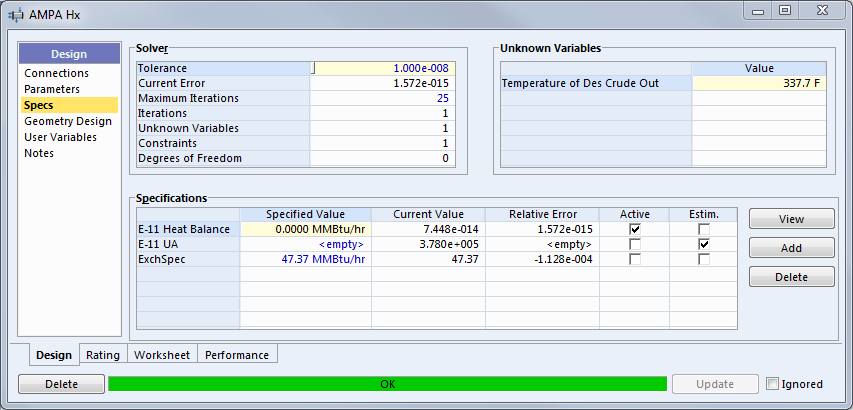 AMPA Hx
Design
Connections
Parameters
Specs
Geometry Design
User Variables
Notes
Solver
Tolerance 1.000e-008
Current Error 1.572e-015
Maximum Iterations 25
Iterations 1
Unknown Variables 1
Constraints 1
Degrees of Freedom 0
Unknown Variables
Value
Temperature of Des Crude Out 337.7 F
Specifications
Specified Value Current Value Relative Error Active Estim.
E-11 Heat Balance 0.0000 MMBtu/hr 7.448e-014 1.572e-015
E-11 UA <empty> 3.780e+005 <empty>
ExchSpec 47.37 MMBtu/hr 47.37 -1.128e-004
View
Add
Delete
Design Rating Worksheet Performance
Delete OK Update Ignored